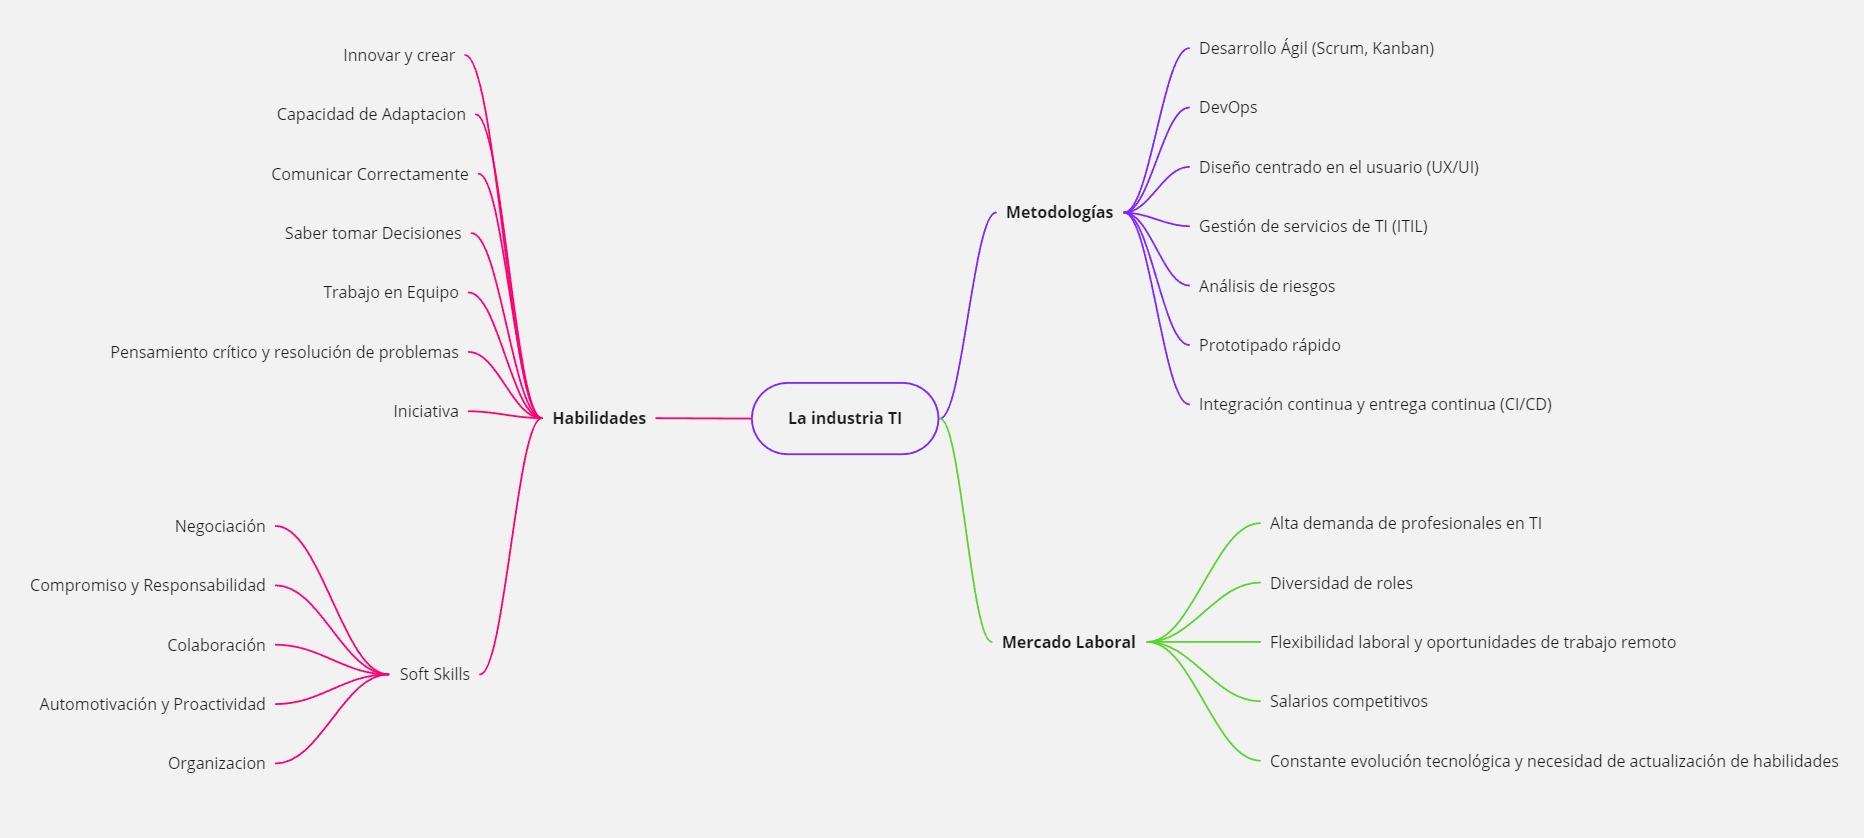 Innovar y crear
Capacidad de Adaptacion
Comunicar Correctamente
Saber tomar Decisiones
Trabajo en Equipo
Pensamiento crítico y resolución de problemas
Iniciativa
Habilidades
Negociación
Compromiso y Responsabilidad
Colaboración
Automotivación y Proactividad
Organizacion
Soft Skills
La industria TI
Metodologías
Desarrollo Ágil (Scrum, Kanban)
DevOps
Diseño centrado en el usuario (UX/UI)
Gestión de servicios de TI (ITIL)
Análisis de riesgos
Prototipado rápido
Integración continua y entrega continua (CI/CD)
Mercado Laboral
Alta demanda de profesionales en TI
Diversidad de roles
Flexibilidad laboral y oportunidades de trabajo remoto
Salarios competitivos
Constante evolución tecnológica y necesidad de actualización de habilidades